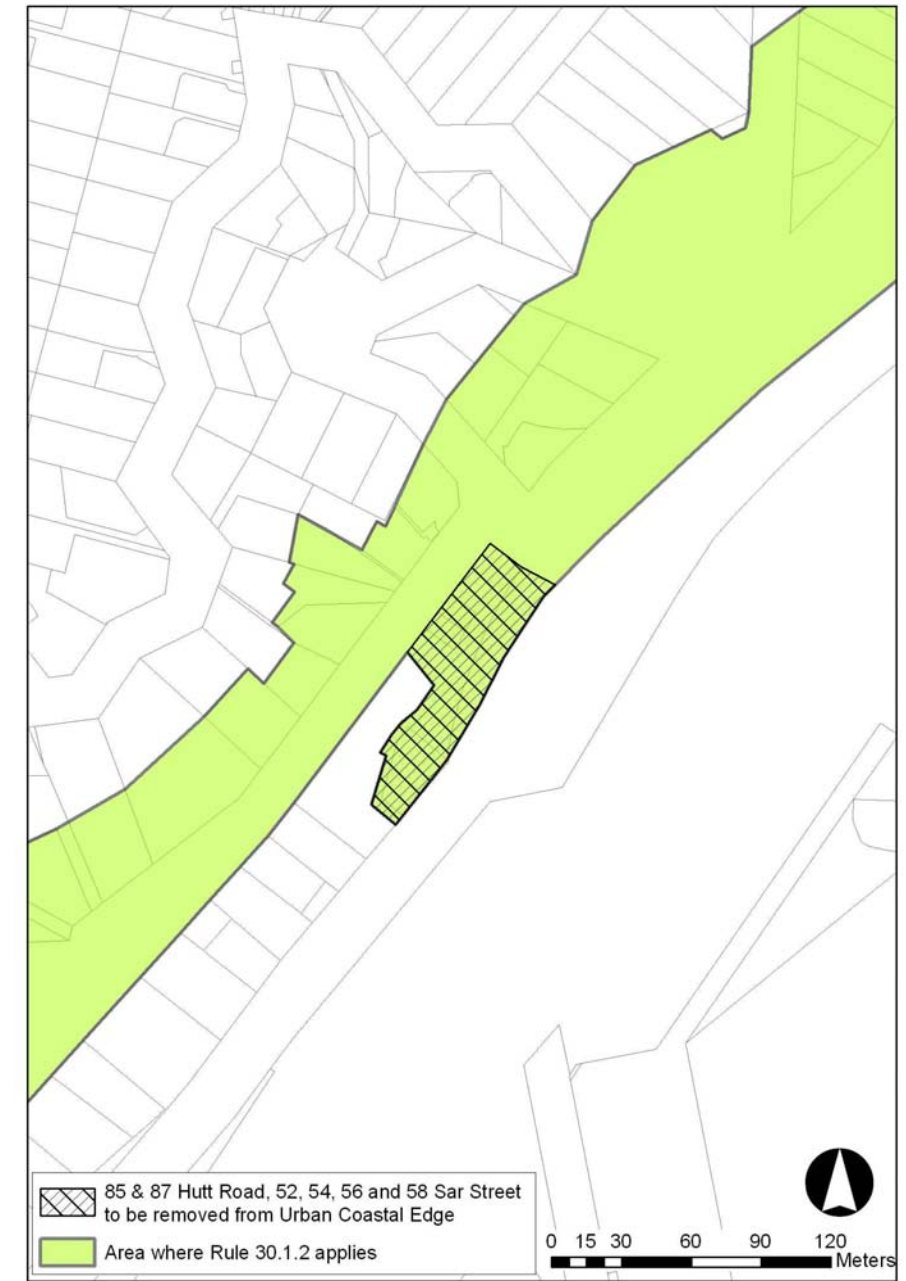 85 & 87 Hutt Road, 52, 54, 56 and 58 Sar Street
to be removed from Urban Coastal Edge
Area where Rule 30.1.2 applies
0 15 30 60 90 120
Meters